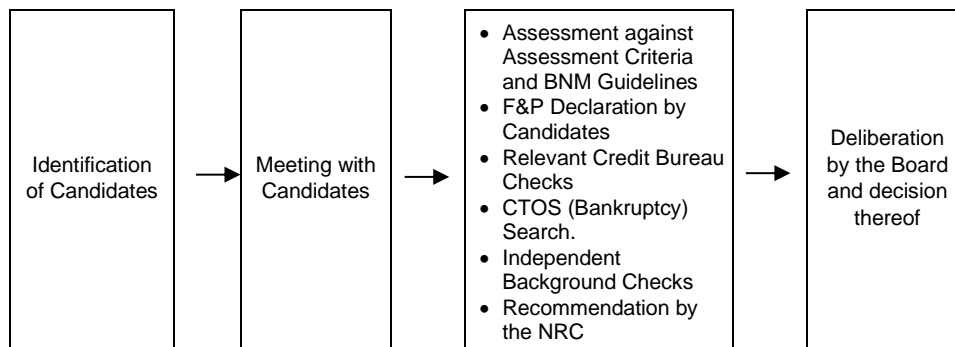 Identification
of Candidates
Meeting with
Candidates
• Assessment against
Assessment Criteria
and BNM Guidelines
• F&P Declaration by
Candidates
• Relevant Credit Bureau
Checks
• CTOS (Bankruptcy)
Search.
• Independent
Background Checks
• Recommendation by
the NRC
Deliberation
by the Board
and decision
thereof